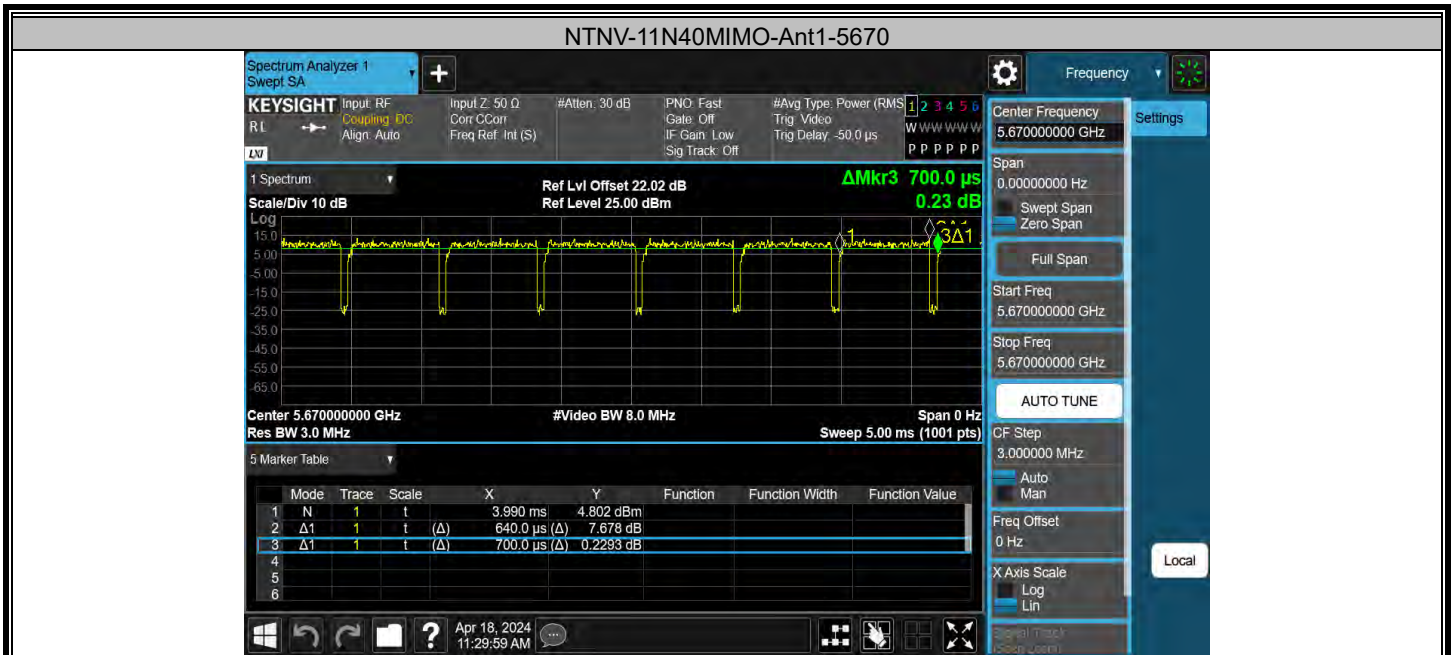 NTNV-11N40MIMO-Ant1-5670
Spectrum Analyzer 1
Swept SA
Frequency
KEYSIGHT
RL
LXI
Input: RF
Coupling: DC
Align: Auto
Input Z: 50 Ω
Corr CCorr
Freq Ref: Int (S)
#Atten: 30 dB
PNO: Fast
Gate: Off
IF Gain: Low
Sig Track: Off
#Avg Type: Power (RMS
Trig: Video
Trig Delay: -50.0 µs
1 2 3 4 5 6
W W W W W W
P P P P P P
1 Spectrum
Scale/Div 10 dB
Ref Lvl Offset 22.02 dB
Ref Level 25.00 dBm
ΔMkr3 700.0 µs
0.23 dB
Log
15.0
5.00
-5.00
-15.0
-25.0
-35.0
-45.0
-55.0
-65.0
1
3Δ1
Center 5.670000000 GHz
#Video BW 8.0 MHz
Span 0 Hz
Res BW 3.0 MHz
Sweep 5.00 ms (1001 pts)
5 Marker Table
Mode Trace Scale X Y Function Function Width Function Value
1 N 1 t 3.990 ms 4.802 dBm
2 Δ1 1 t (Δ) 640.0 µs (Δ) 7.678 dB
3 Δ1 1 t (Δ) 700.0 µs (Δ) 0.2293 dB
4
5
6
Apr 18, 2024
11:29:59 AM
Center Frequency
5.670000000 GHz
Settings
Span
0.00000000 Hz
Swept Span
Zero Span
Full Span
Start Freq
5.670000000 GHz
Stop Freq
5.670000000 GHz
AUTO TUNE
CF Step
3.000000 MHz
Auto
Man
Freq Offset
0 Hz
X Axis Scale
Log
Lin
Signal Track
(Span Zoom)
Local